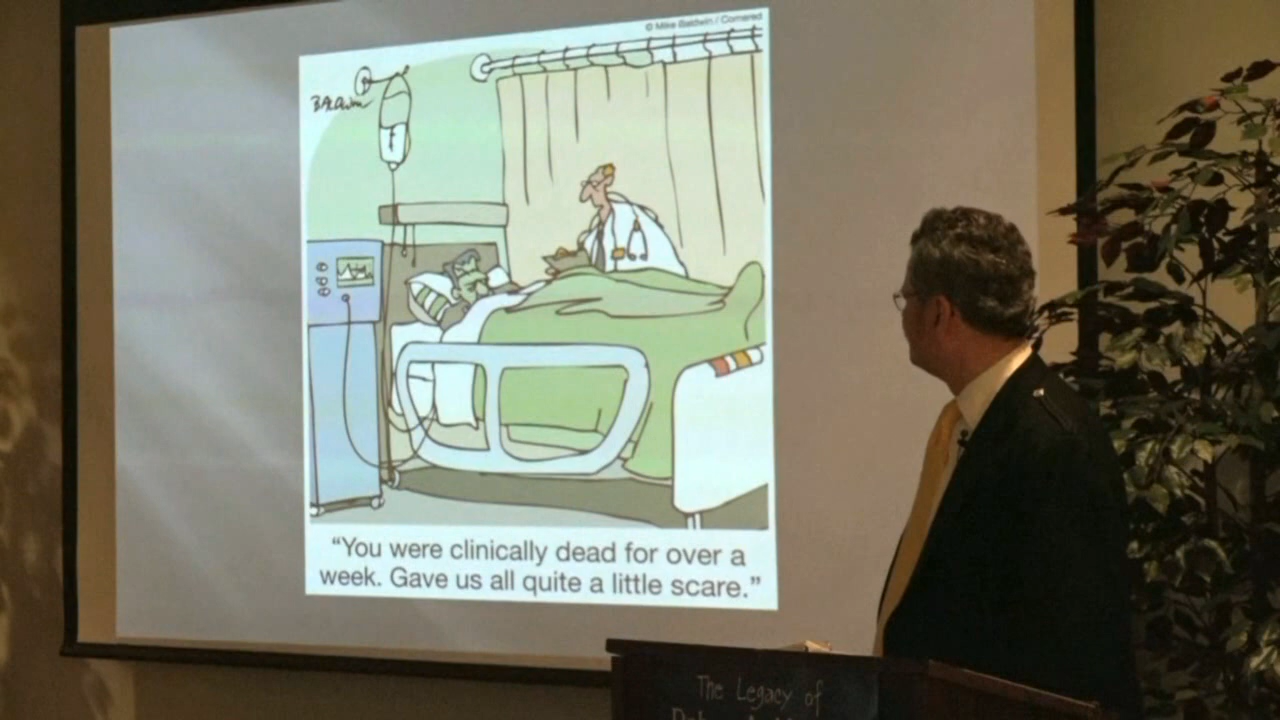 © Mike Baldwin / Cornered
BALDWIN
"You were clinically dead for over a
week. Gave us all quite a little scare."
The Legacy of